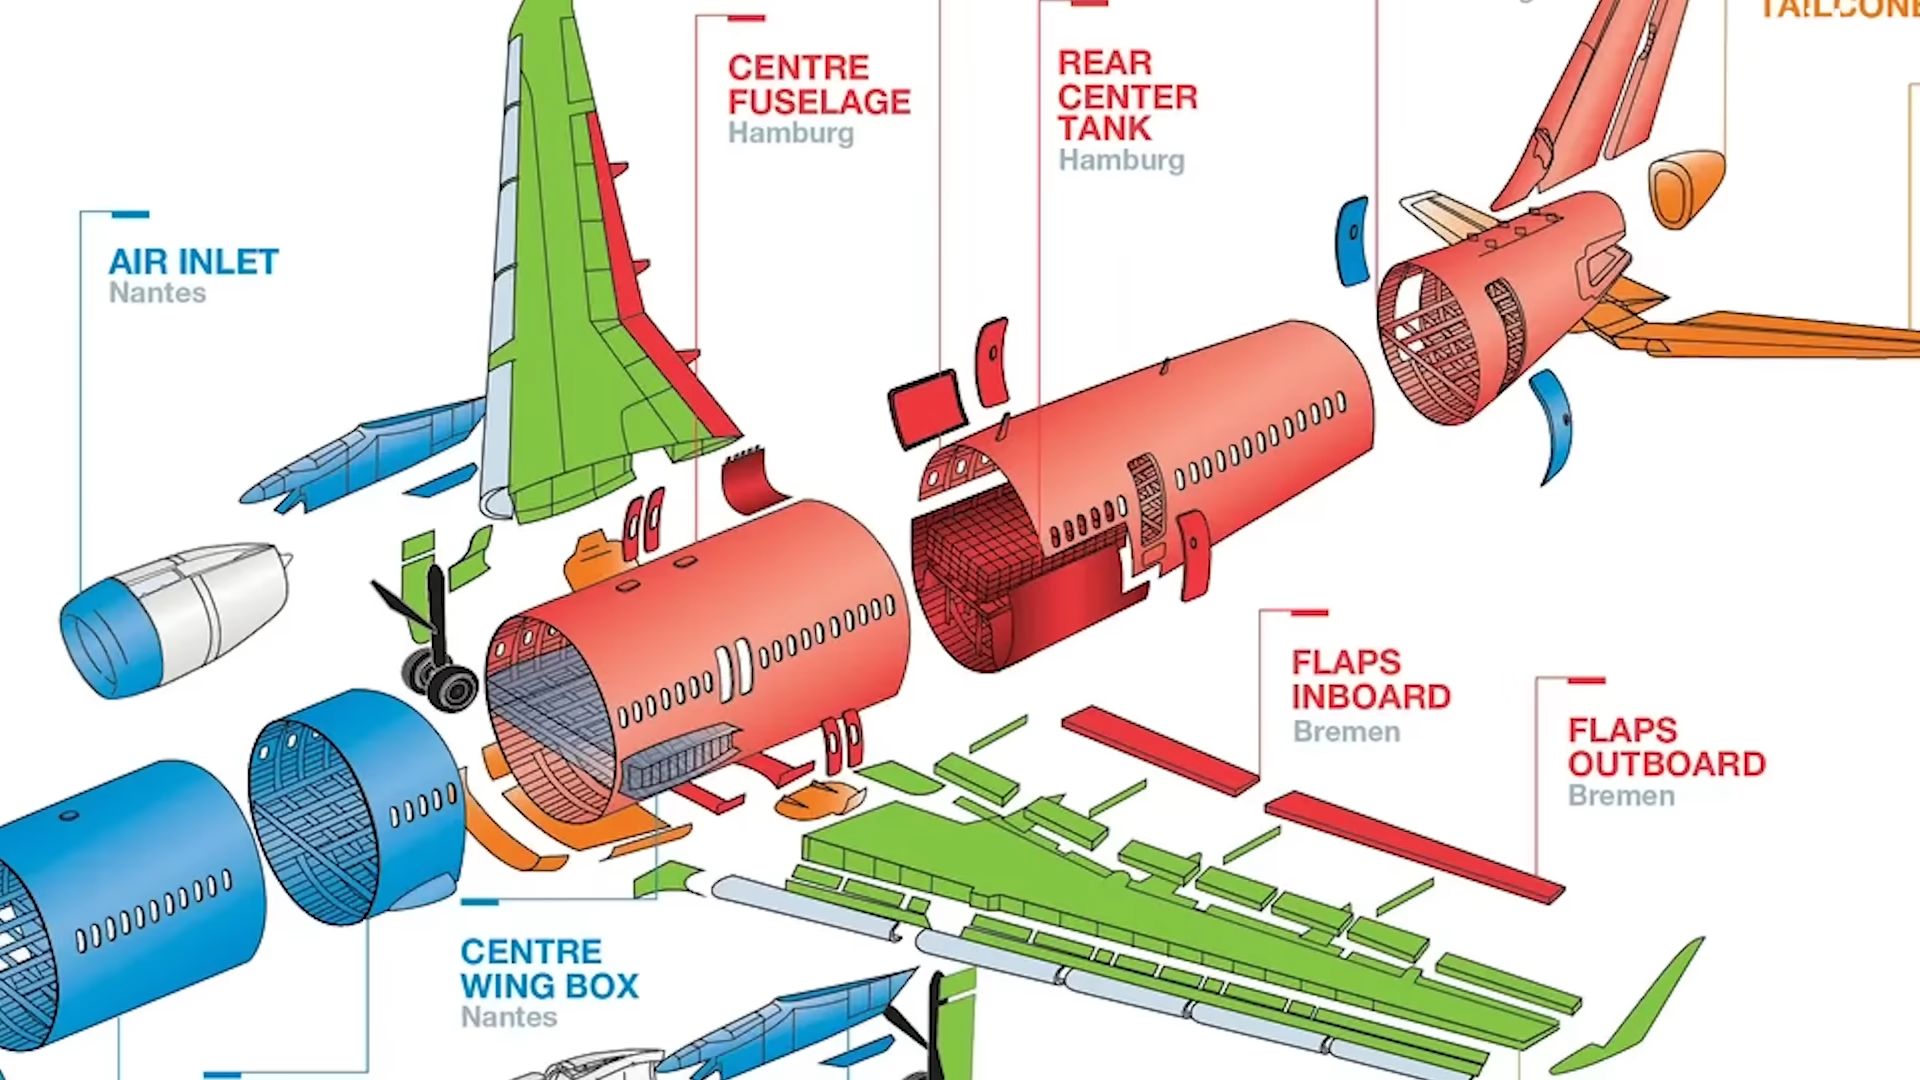 TAILCONE
CENTRE
FUSELAGE
Hamburg
REAR
CENTER
TANK
Hamburg
AIR INLET
Nantes
FLAPS
INBOARD
Bremen
FLAPS
OUTBOARD
Bremen
CENTRE
WING BOX
Nantes